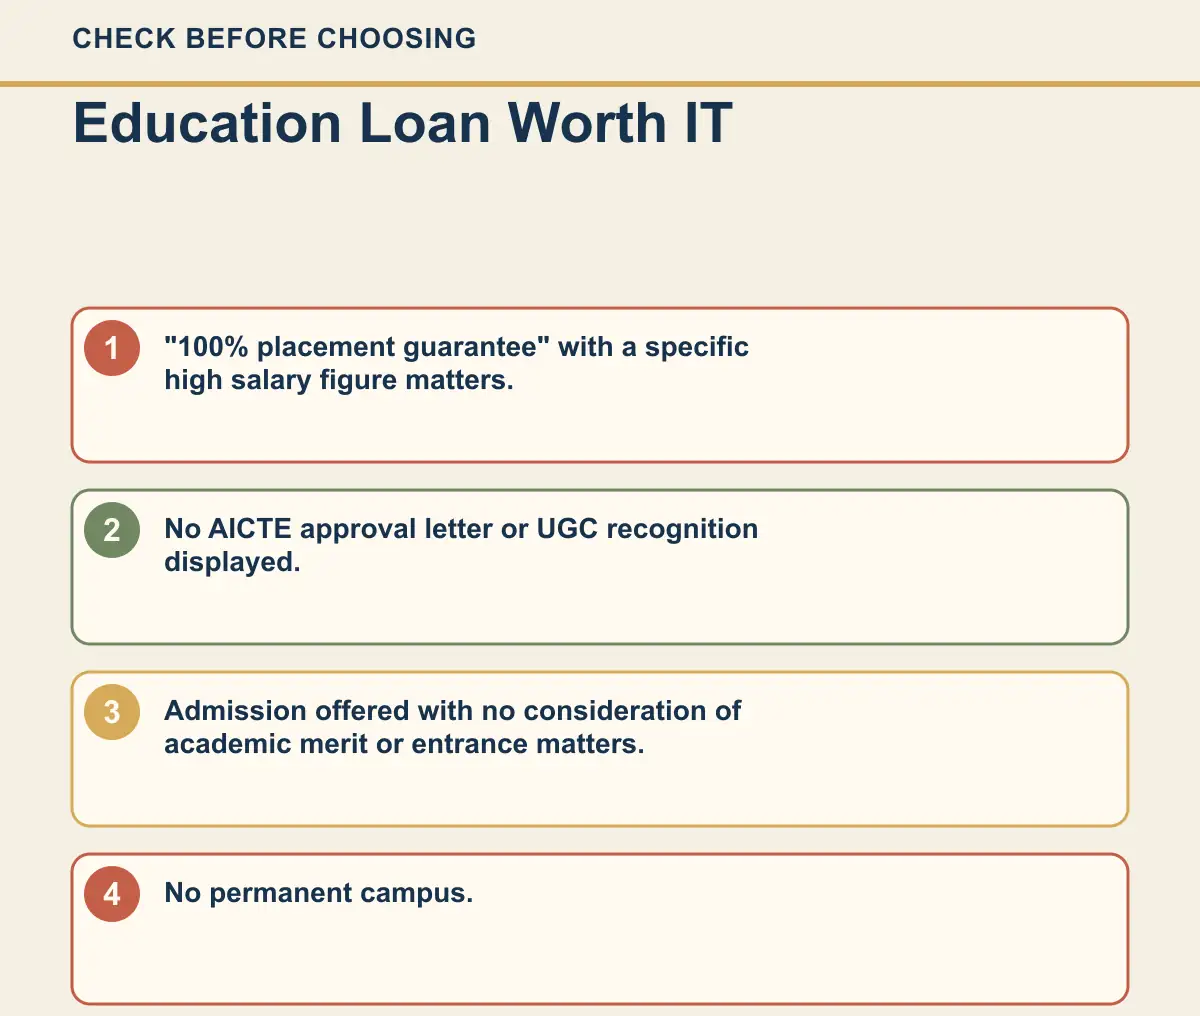 CHECK BEFORE CHOOSING
Education Loan Worth IT
1
"100% placement guarantee" with a specific
high salary figure matters.
2
No AICTE approval letter or UGC recognition
displayed.
3
Admission offered with no consideration of
academic merit or entrance matters.
4
No permanent campus.